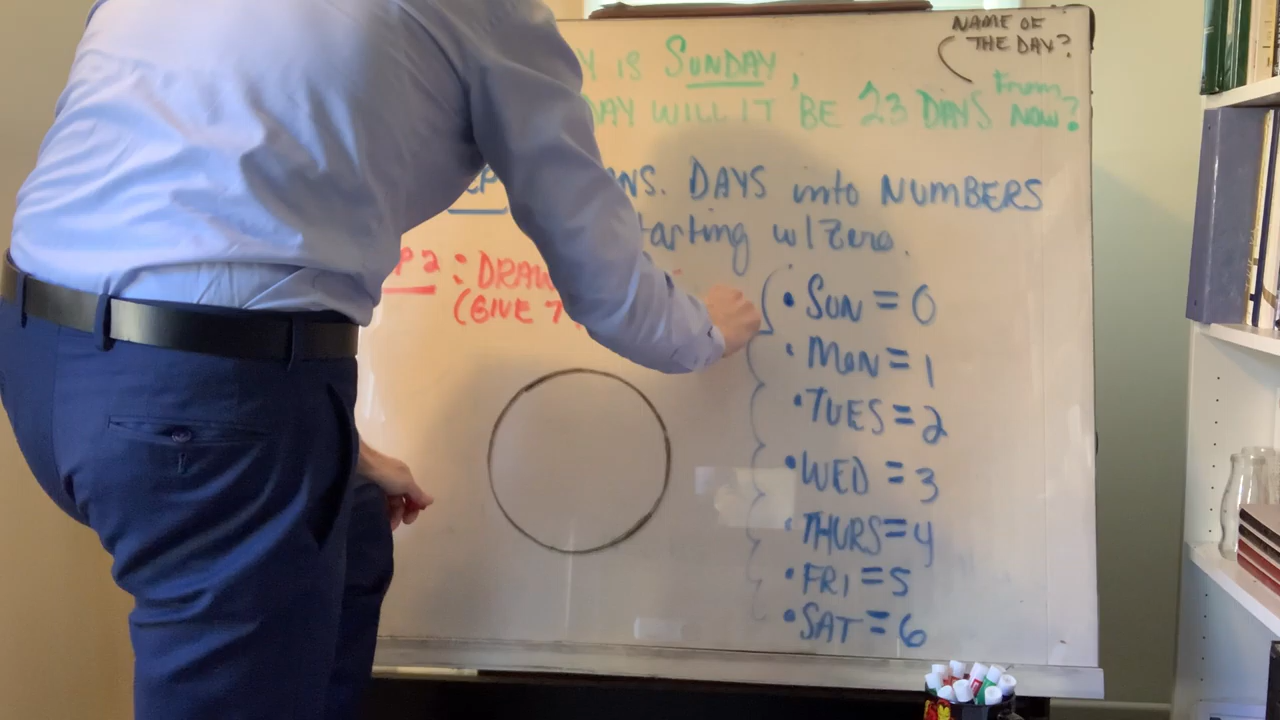 NAME OF
THE DAY?
Y IS SUNDAY,
DAY WILL IT BE 23 DAYS From NOW?
EP NS. DAYS into NUMBERS
tarting w/Zero.
P 2 : DRAW
(GIVE 7
• SUN = 0
• MON = 1
• TUES = 2
• WED = 3
• THURS = 4
• FRI = 5
• SAT = 6